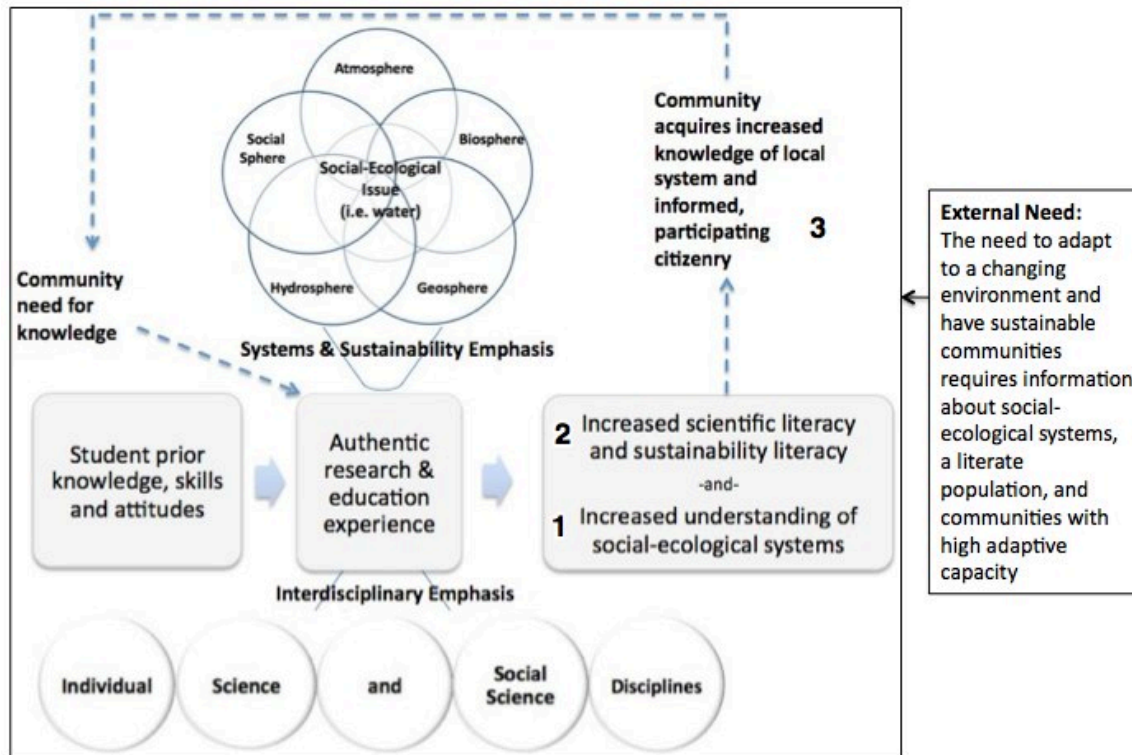 Atmosphere
Social
Sphere
Biosphere
Social-Ecological
Issue
(i.e. water)
Hydrosphere
Geosphere
Community
acquires increased
knowledge of local
system and
informed,
participating
citizenry
3
Community
need for
knowledge
Systems & Sustainability Emphasis
Student prior
knowledge, skills
and attitudes
Authentic
research &
education
experience
2 Increased scientific literacy
and sustainability literacy
-and-
1 Increased understanding of
social-ecological systems
Interdisciplinary Emphasis
Individual
Science
and
Social
Science
Disciplines
External Need:
The need to adapt
to a changing
environment and
have sustainable
communities
requires information
about social-
ecological systems,
a literate
population, and
communities with
high adaptive
capacity